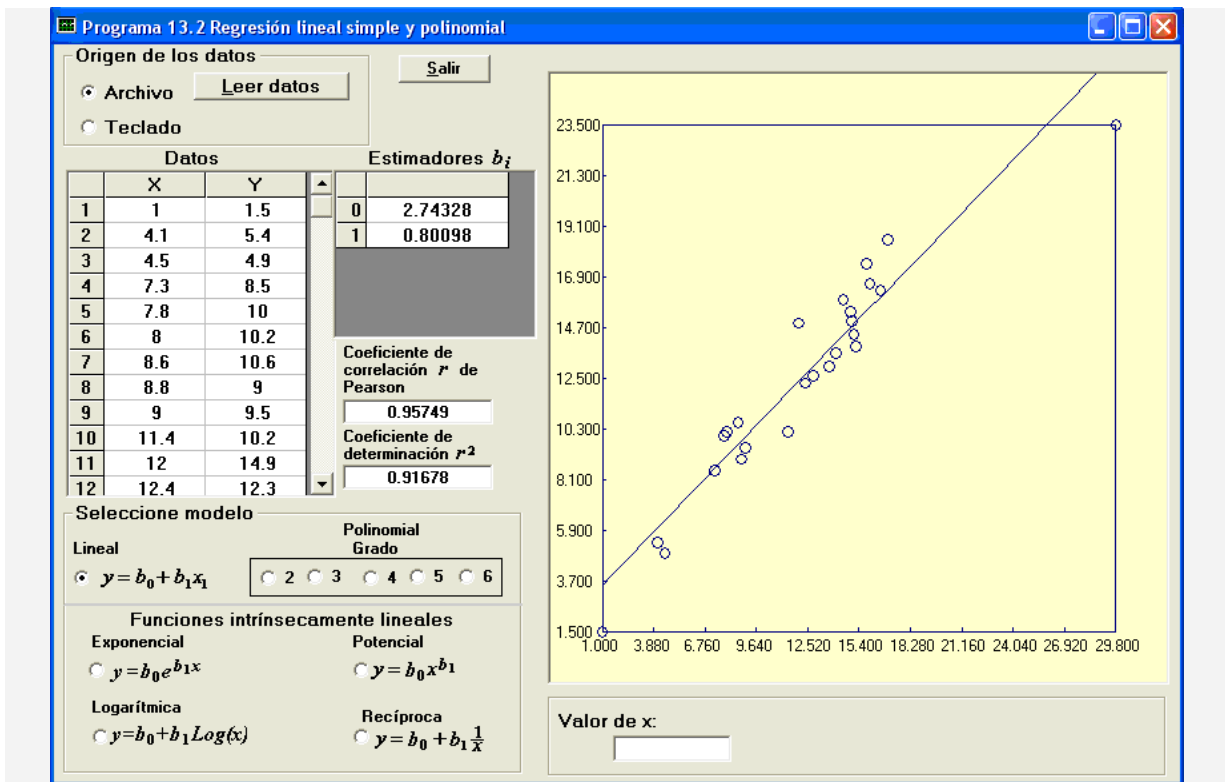 Programa 13.2 Regresión lineal simple y polinomial
Origen de los datos
Archivo
Leer datos
Teclado
Salir
Datos
X Y
1 1 1.5
2 4.1 5.4
3 4.5 4.9
4 7.3 8.5
5 7.8 10
6 8 10.2
7 8.6 10.6
8 8.8 9
9 9 9.5
10 11.4 10.2
11 12 14.9
12 12.4 12.3
Estimadores bi
0 2.74328
1 0.80098
Coeficiente de
correlación r de
Pearson
0.95749
Coeficiente de
determinación r²
0.91678
Seleccione modelo
Lineal
y = b₀ + b₁x₁
Polinomial
Grado
2 3 4 5 6
Funciones intrínsecamente lineales
Exponencial
y = b₀e^b₁x
Potencial
y = b₀x^b₁
Logarítmica
y=b₀+b₁Log(x)
Recíproca
y = b₀ + b₁ 1/x
23.500
21.300
19.100
16.900
14.700
12.500
10.300
8.100
5.900
3.700
1.500
1.000 3.880 6.760 9.640 12.520 15.400 18.280 21.160 24.040 26.920 29.800
Valor de x: